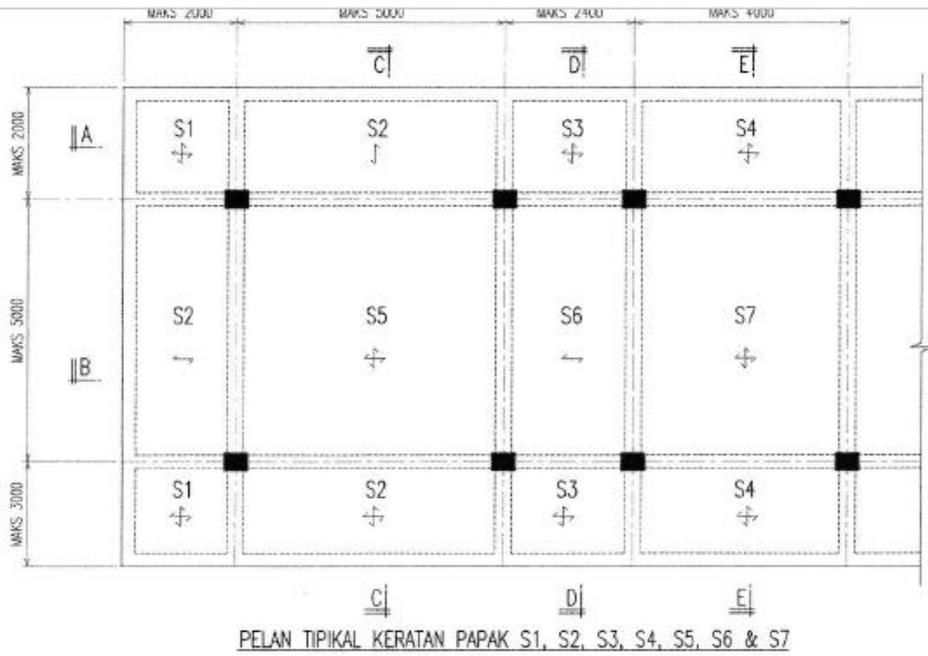 MAKS 2000 MAKS 5000 MAKS 2400 MAKS 4000
C D E
MAKS 2000
A
S1 S2 S3 S4
MAKS 5000
S2 S5 S6 S7
B
MAKS 3000
S1 S2 S3 S4
C D E
PELAN TIPIKAL KERATAN PAPAK S1, S2, S3, S4, S5, S6 & S7